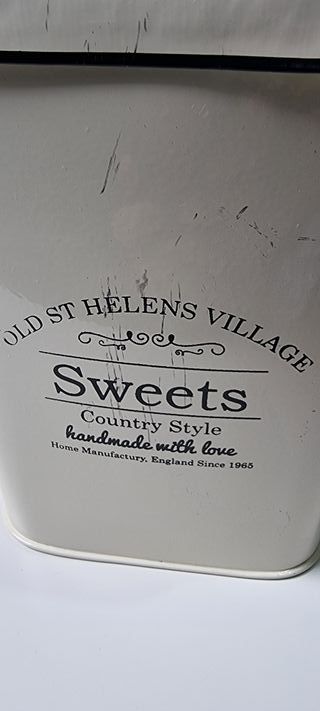 OLD ST HELENS VILLAGE
Sweets
Country Style
handmade with love
Home Manufactury, England Since 1965